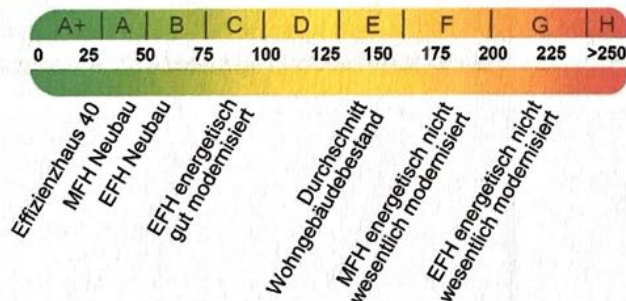 A+ A B C D E F G H
0 25 50 75 100 125 150 175 200 225 >250
Effizienzhaus 40
MFH Neubau
EFH Neubau
EFH energetisch
gut modernisiert
Durchschnitt
Wohngebäudebestand
MFH energetisch nicht
wesentlich modernisiert
EFH energetisch nicht
wesentlich modernisiert